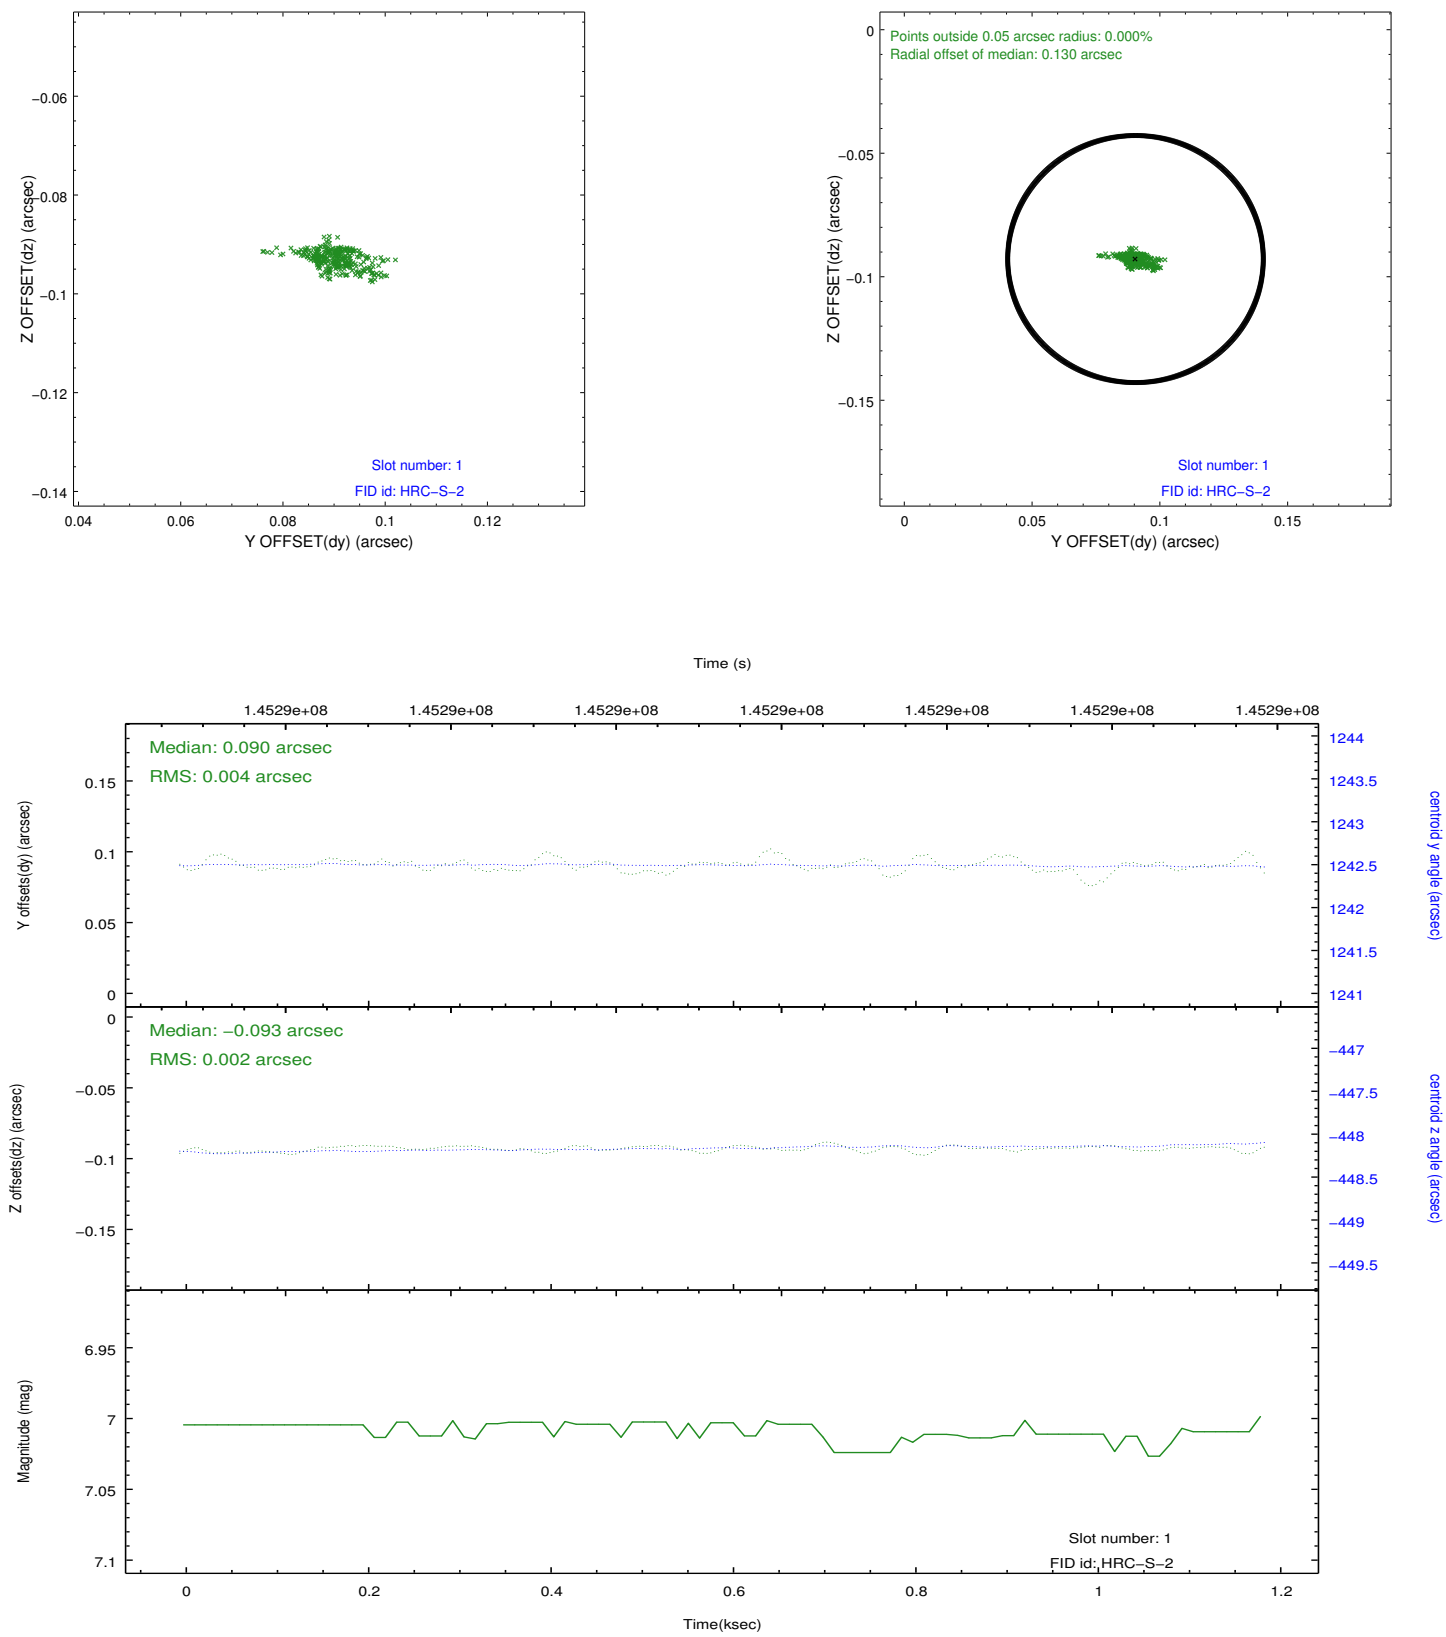 −0.06
−0.08
−0.1
−0.12
−0.14
Z OFFSET(dz) (arcsec)
Slot number: 1
FID id: HRC−S−2
0.04 0.06 0.08 0.1 0.12
Y OFFSET(dy) (arcsec)
Points outside 0.05 arcsec radius: 0.000%
Radial offset of median: 0.130 arcsec
0
−0.05
−0.1
−0.15
Z OFFSET(dz) (arcsec)
Slot number: 1
FID id: HRC−S−2
0 0.05 0.1 0.15
Y OFFSET(dy) (arcsec)
Time (s)
1.4529e+08 1.4529e+08 1.4529e+08 1.4529e+08 1.4529e+08 1.4529e+08 1.4529e+08
Median: 0.090 arcsec
RMS: 0.004 arcsec
0.15
0.1
0.05
0
Y offsets(dy) (arcsec)
1244
1243.5
1243
1242.5
1242
1241.5
1241
centroid y angle (arcsec)
Median: −0.093 arcsec
RMS: 0.002 arcsec
0
−0.05
−0.1
−0.15
Z offsets(dz) (arcsec)
−447
−447.5
−448
−448.5
−449
−449.5
centroid z angle (arcsec)
6.95
7
7.05
7.1
Magnitude (mag)
Slot number: 1
FID id: HRC−S−2
0 0.2 0.4 0.6 0.8 1 1.2
Time(ksec)